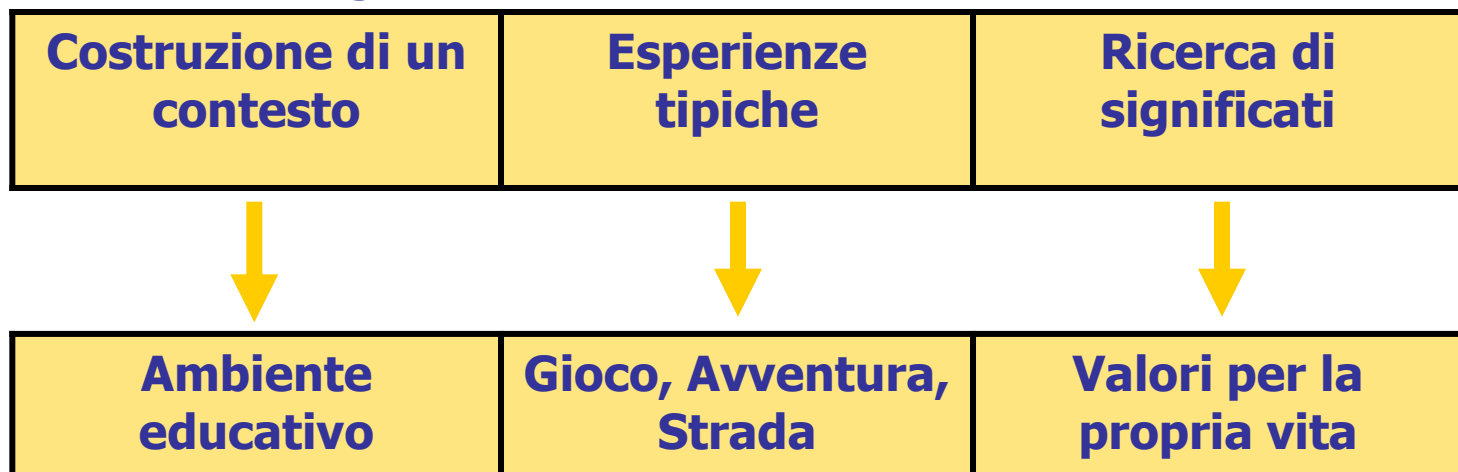 Costruzione di un
contesto
Esperienze
tipiche
Ricerca di
significati
Ambiente
educativo
Gioco, Avventura,
Strada
Valori per la
propria vita